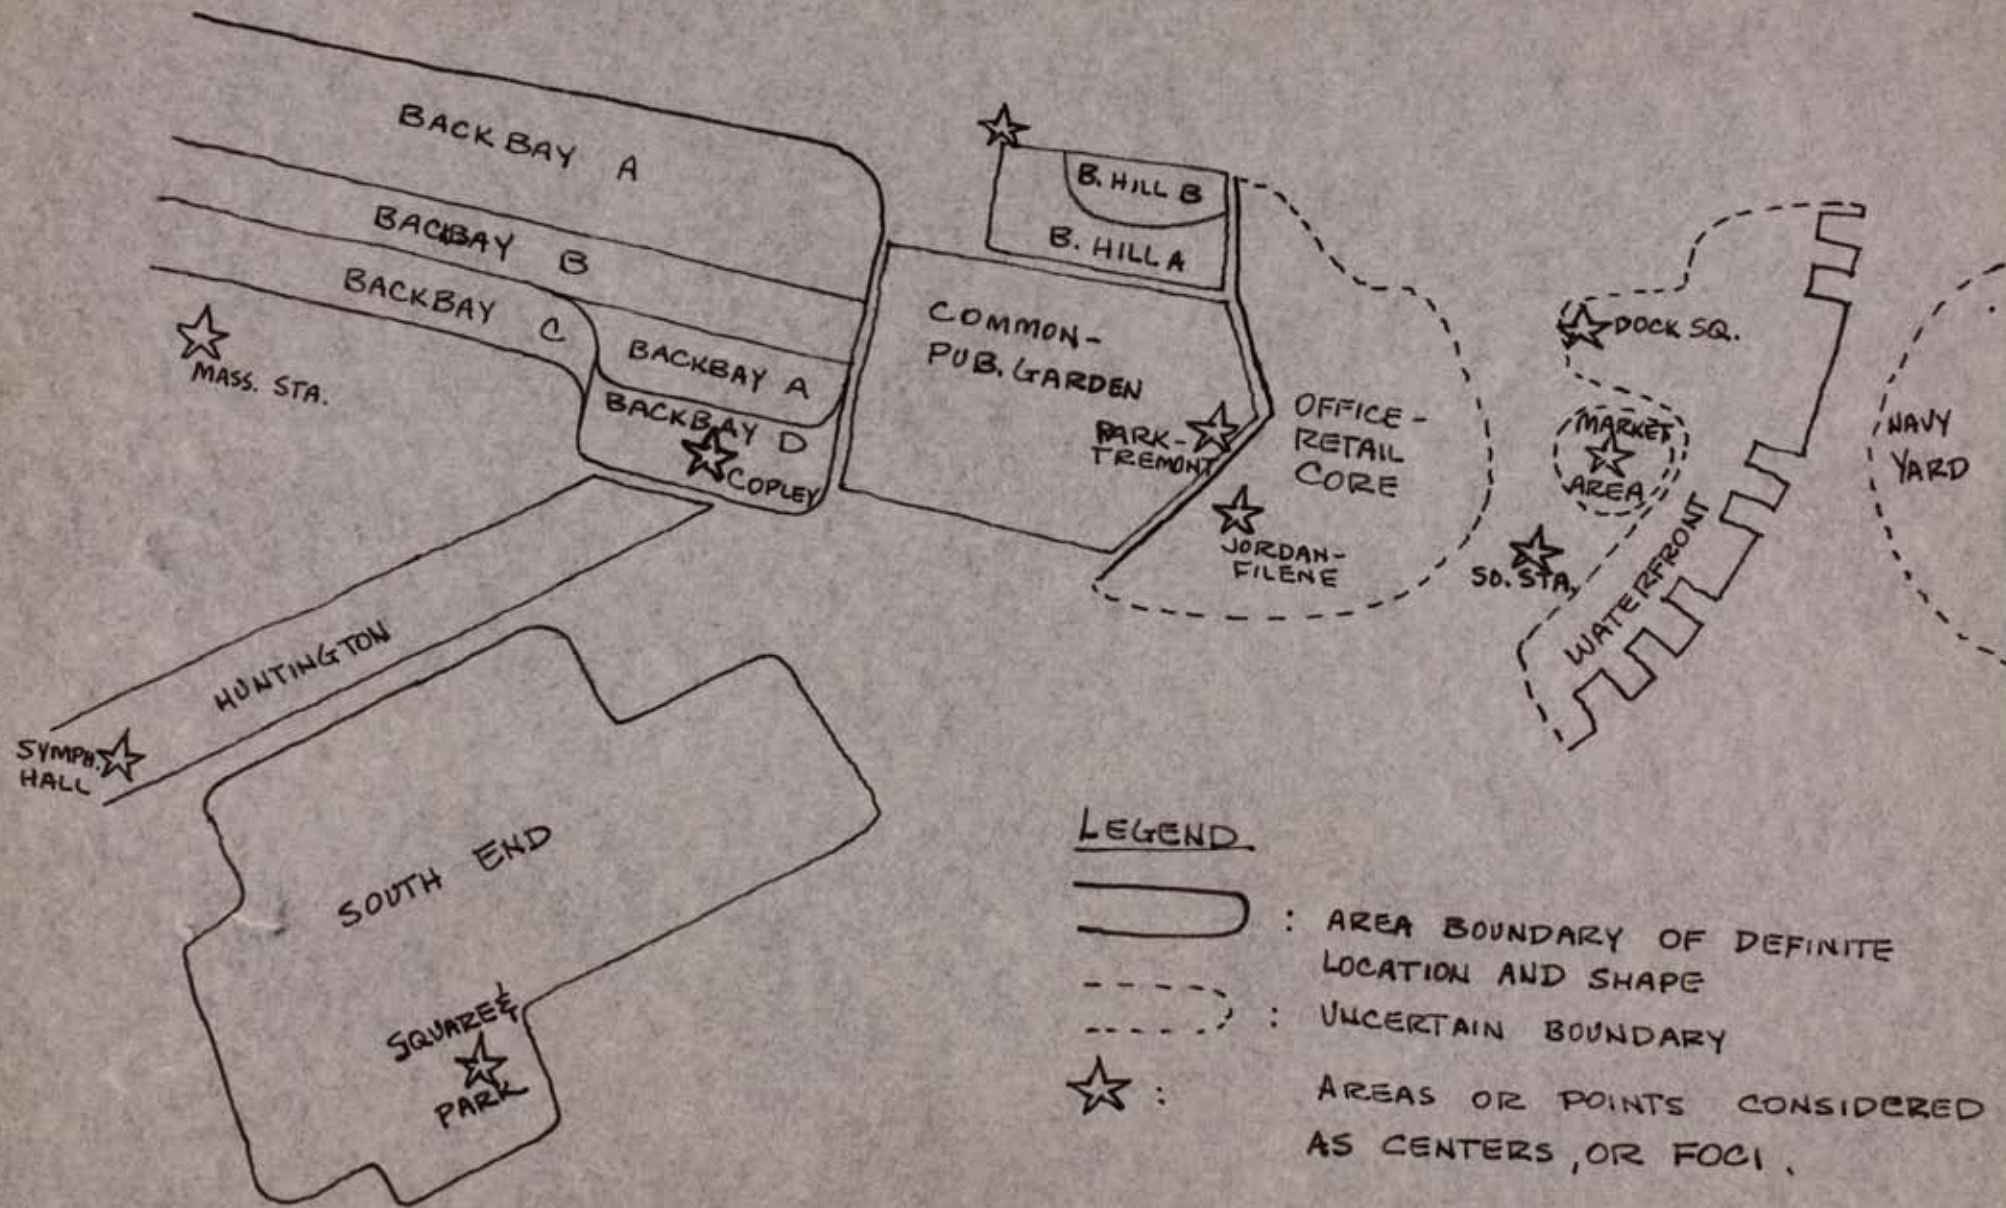 BACK BAY A
BACKBAY B
BACKBAY C
BACKBAY A
BACKBAY D
COPLEY
MASS. STA.
B. HILL B
B. HILL A
COMMON-
PUB. GARDEN
PARK-
TREMONT
OFFICE-
RETAIL
CORE
JORDAN-
FILENE
DOCK SQ.
MARKET
AREA
SO. STA.
WATERFRONT
NAVY
YARD
HUNTINGTON
SYMPH.
HALL
SOUTH END
SQUARE &
PARK
LEGEND
: AREA BOUNDARY OF DEFINITE
LOCATION AND SHAPE
: UNCERTAIN BOUNDARY
: AREAS OR POINTS CONSIDERED
AS CENTERS, OR FOCI.